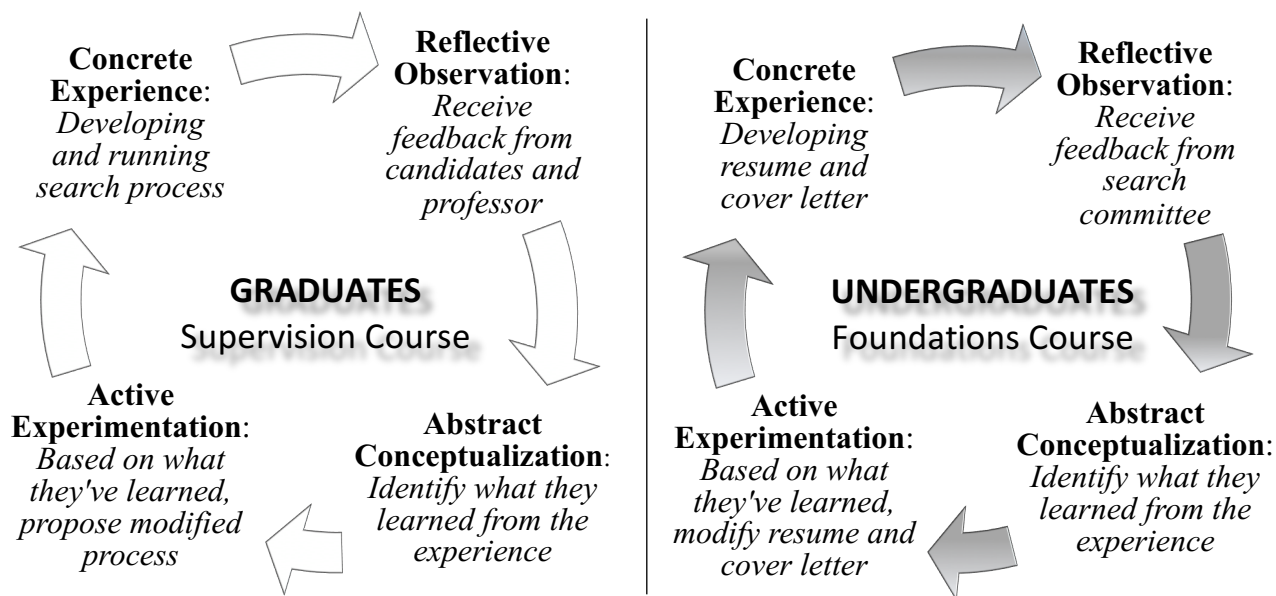 Concrete
Experience:
Developing
and running
search process
Reflective
Observation:
Receive
feedback from
candidates and
professor
GRADUATES
Supervision Course
Active
Experimentation:
Based on what
they've learned,
propose modified
process
Abstract
Conceptualization:
Identify what they
learned from the
experience
Concrete
Experience:
Developing
resume and
cover letter
Reflective
Observation:
Receive
feedback from
search
committee
UNDERGRADUATES
Foundations Course
Active
Experimentation:
Based on what
they've learned,
modify resume and
cover letter
Abstract
Conceptualization:
Identify what they
learned from the
experience